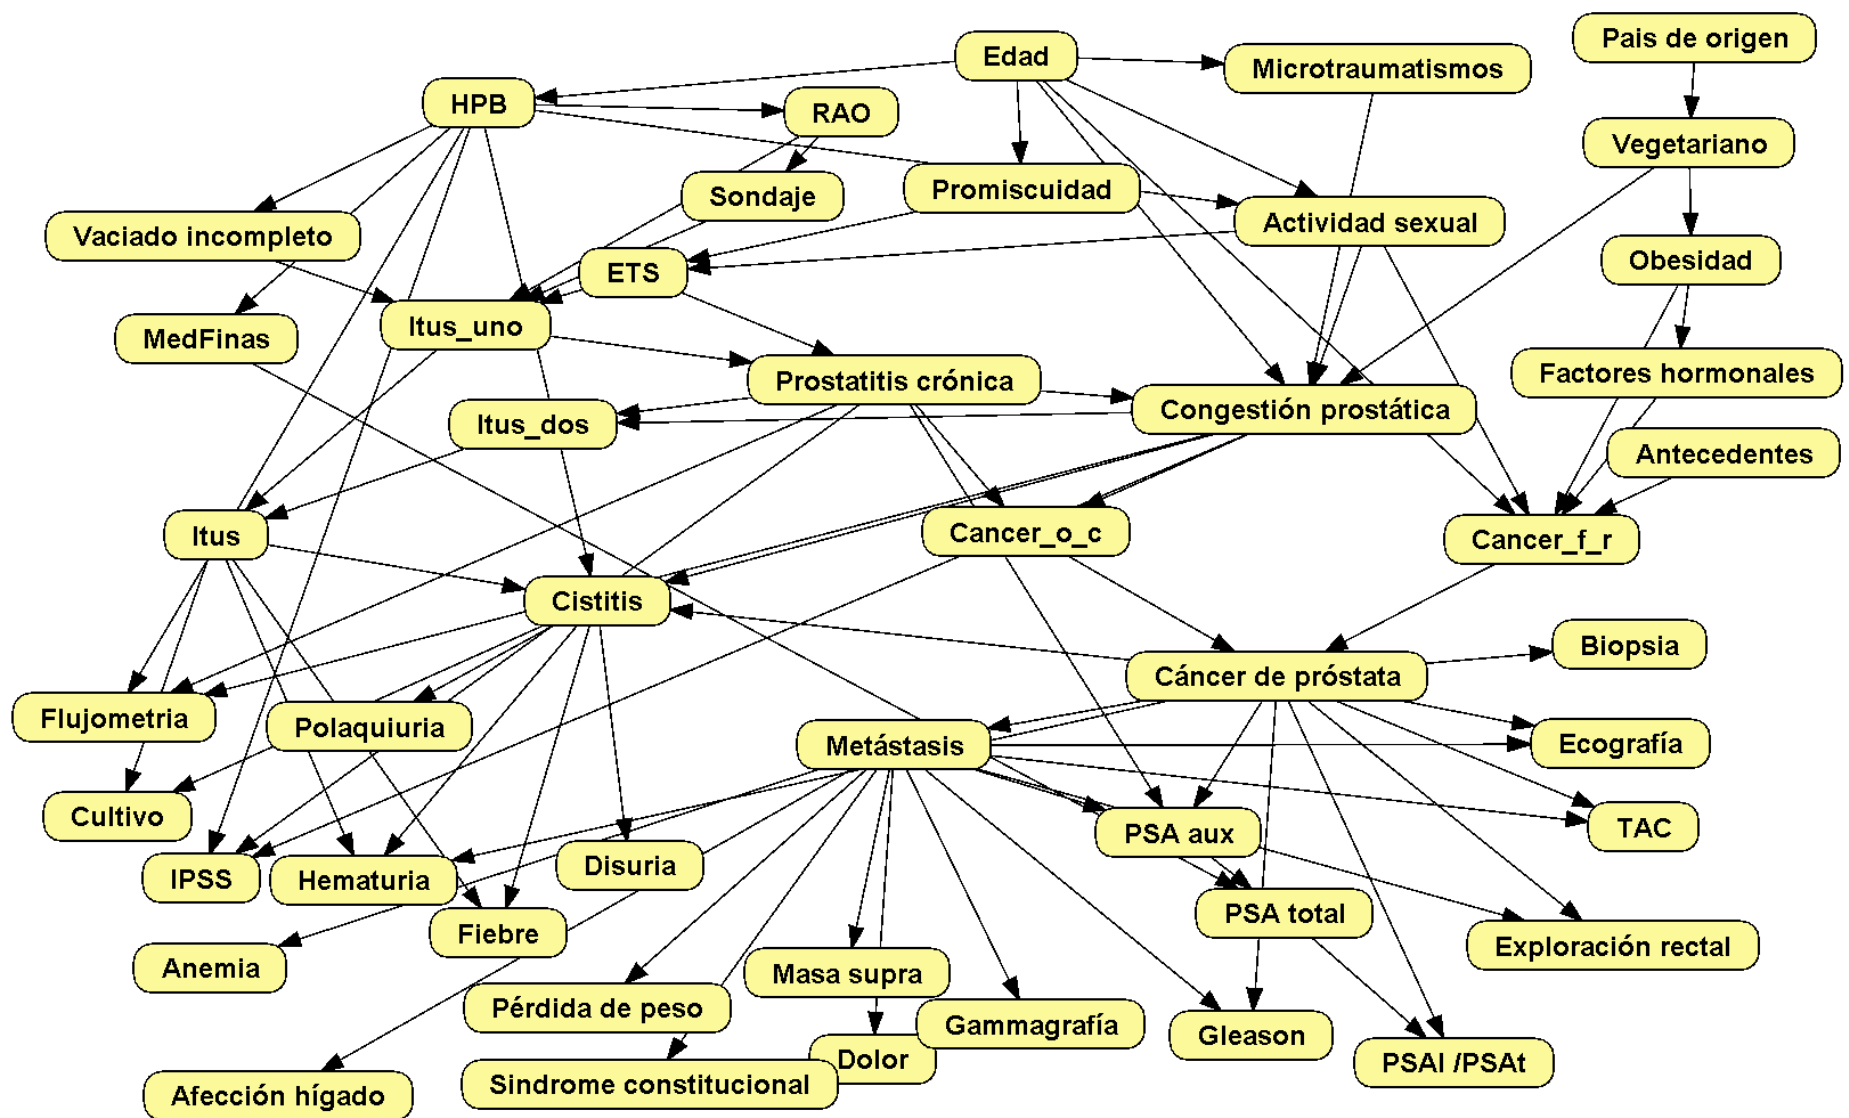 Pais de origen
Edad
Microtraumatismos
HPB
RAO
Vegetariano
Sondaje
Promiscuidad
Actividad sexual
Vaciado incompleto
ETS
Obesidad
MedFinas
Itus_uno
Prostatitis crónica
Factores hormonales
Itus_dos
Congestión prostática
Antecedentes
Itus
Cancer_o_c
Cancer_f_r
Cistitis
Biopsia
Cáncer de próstata
Flujometria
Polaquiuria
Metástasis
Ecografía
Cultivo
PSA aux
TAC
IPSS
Hematuria
Disuria
PSA total
Fiebre
Exploración rectal
Anemia
Masa supra
Pérdida de peso
Gammagrafía
Gleason
Dolor
PSAl /PSAt
Sindrome constitucional
Afección hígado